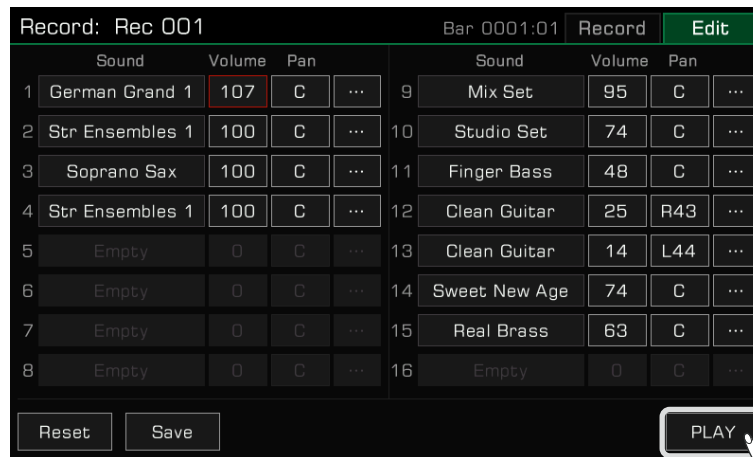 Record: Rec 001 Bar 0001:01 Record Edit
Sound Volume Pan Sound Volume Pan
1 German Grand 1 107 C ... 9 Mix Set 95 C ...
2 Str Ensembles 1 100 C ... 10 Studio Set 74 C ...
3 Soprano Sax 100 C ... 11 Finger Bass 48 C ...
4 Str Ensembles 1 100 C ... 12 Clean Guitar 25 R43 ...
5 Empty 0 C ... 13 Clean Guitar 14 L44 ...
6 Empty 0 C ... 14 Sweet New Age 74 C ...
7 Empty 0 C ... 15 Real Brass 63 C ...
8 Empty 0 C ... 16 Empty 0 C ...
Reset Save PLAY